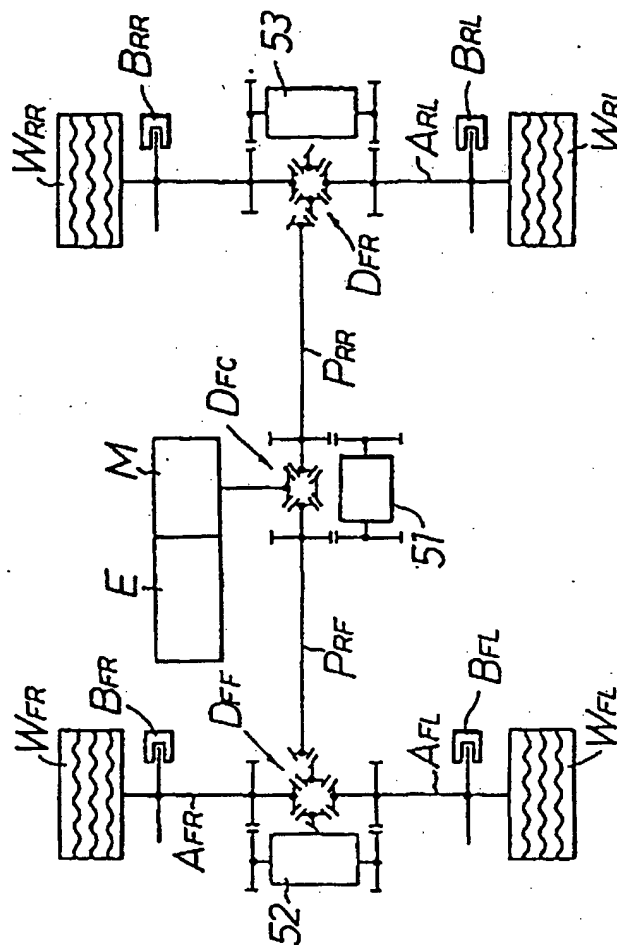 WRR
BRR
53
BRL
WRL
ARL
DFR
PRR
DFC
M
E
51
PRF
DFF
WFR
BFR
AFR
52
AFL
BFL
WFL